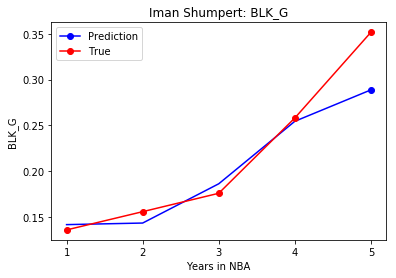 Iman Shumpert: BLK_G
Prediction
True
0.35
0.30
0.25
0.20
0.15
BLK_G
1 2 3 4 5
Years in NBA